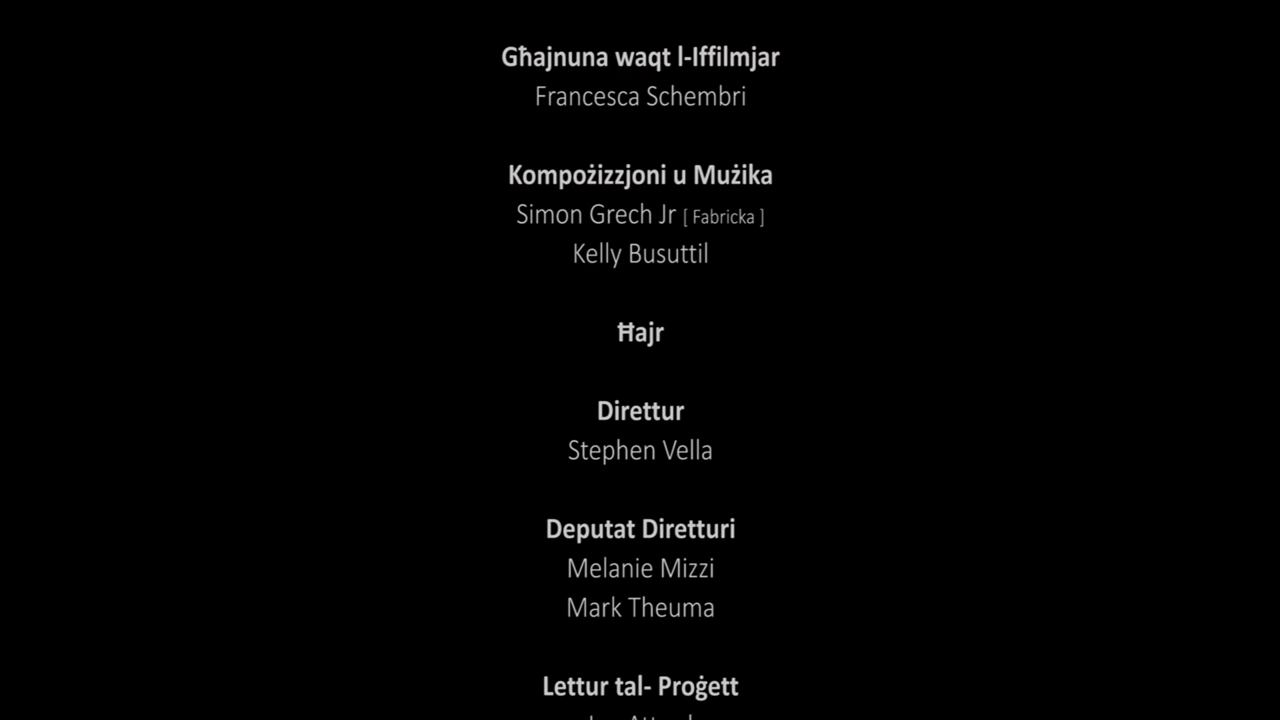 Għajnuna waqt l-Iffilmjar
Francesca Schembri
Kompożizzjoni u Mużika
Simon Grech Jr [ Fabricka ]
Kelly Busuttil
Ħajr
Direttur
Stephen Vella
Deputat Diretturi
Melanie Mizzi
Mark Theuma
Lettur tal- Proġett